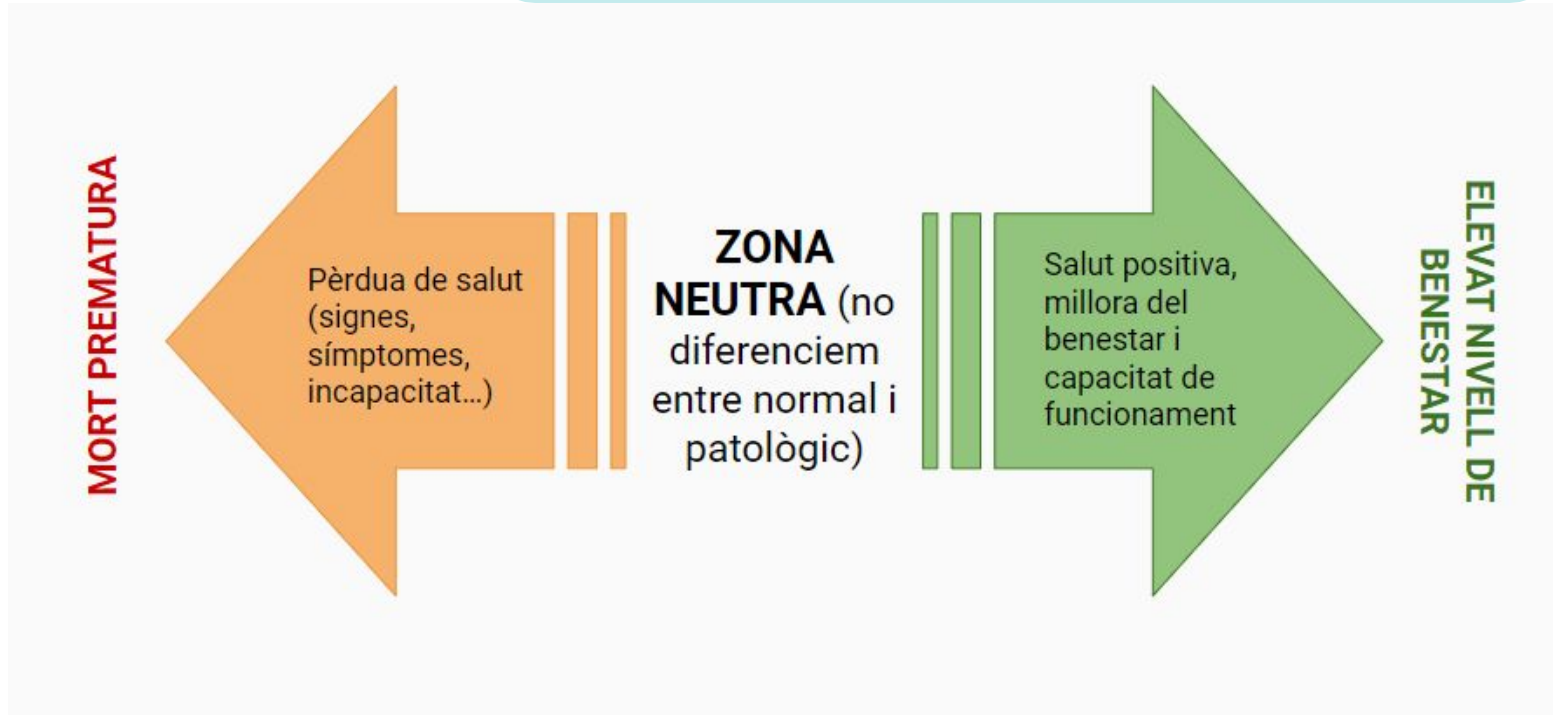 MORT PREMATURA
Pèrdua de salut
(signes,
símptomes,
incapacitat...)
ZONA
NEUTRA (no
diferenciem
entre normal i
patològic)
Salut positiva,
millora del
benestar i
capacitat de
funcionament
ELEVAT NIVELL DE
BENESTAR